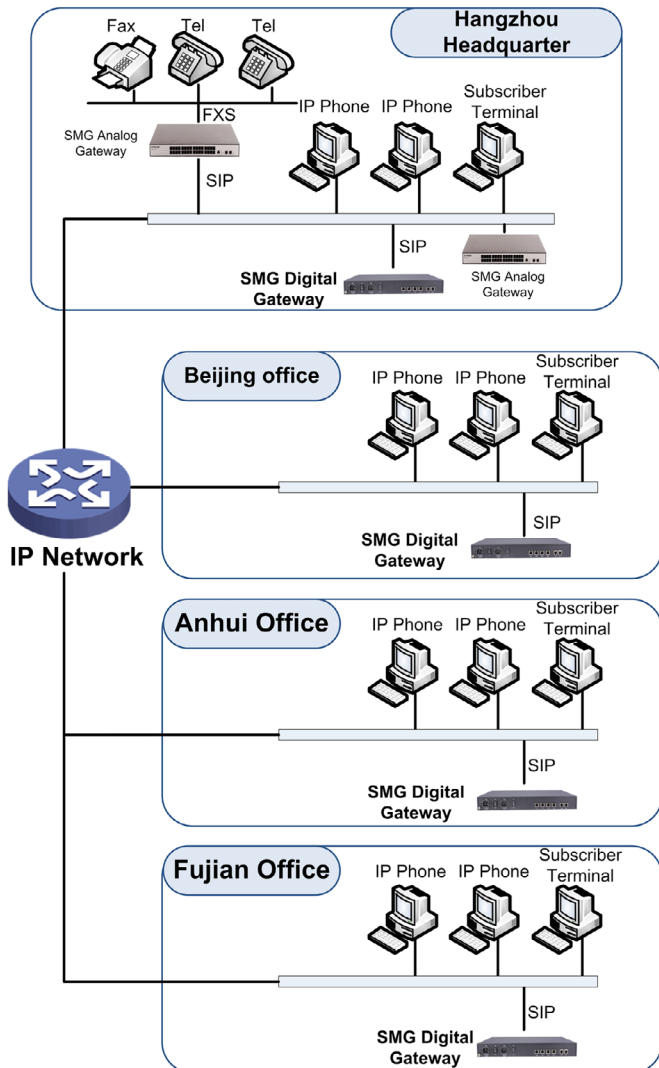 Hangzhou
Headquarter
Fax
Tel
Tel
FXS
SMG Analog
Gateway
SIP
IP Phone
IP Phone
Subscriber
Terminal
SIP
SMG Digital
Gateway
SMG Analog
Gateway
IP Network
Beijing office
IP Phone
IP Phone
Subscriber
Terminal
SIP
SMG Digital
Gateway
Anhui Office
IP Phone
IP Phone
Subscriber
Terminal
SIP
SMG Digital
Gateway
Fujian Office
IP Phone
IP Phone
Subscriber
Terminal
SIP
SMG Digital
Gateway